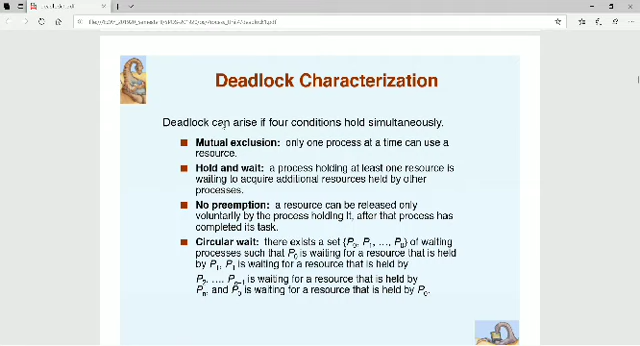 Deadlock Characterization
Deadlock can arise if four conditions hold simultaneously.
Mutual exclusion: only one process at a time can use a
resource.
Hold and wait: a process holding at least one resource is
waiting to acquire additional resources held by other
processes.
No preemption: a resource can be released only
voluntarily by the process holding it, after that process has
completed its task.
Circular wait: there exists a set {P0, P1, …, Pn} of waiting
processes such that P0 is waiting for a resource that is held
by P1, P1 is waiting for a resource that is held by
P2, …, Pn–1 is waiting for a resource that is held by
Pn, and Pn is waiting for a resource that is held by P0.